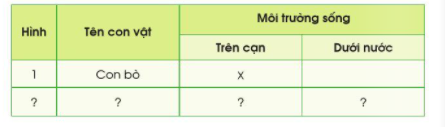 Hình Tên con vật Môi trường sống
Trên cạn Dưới nước
1 Con bò x
? ? ? ?